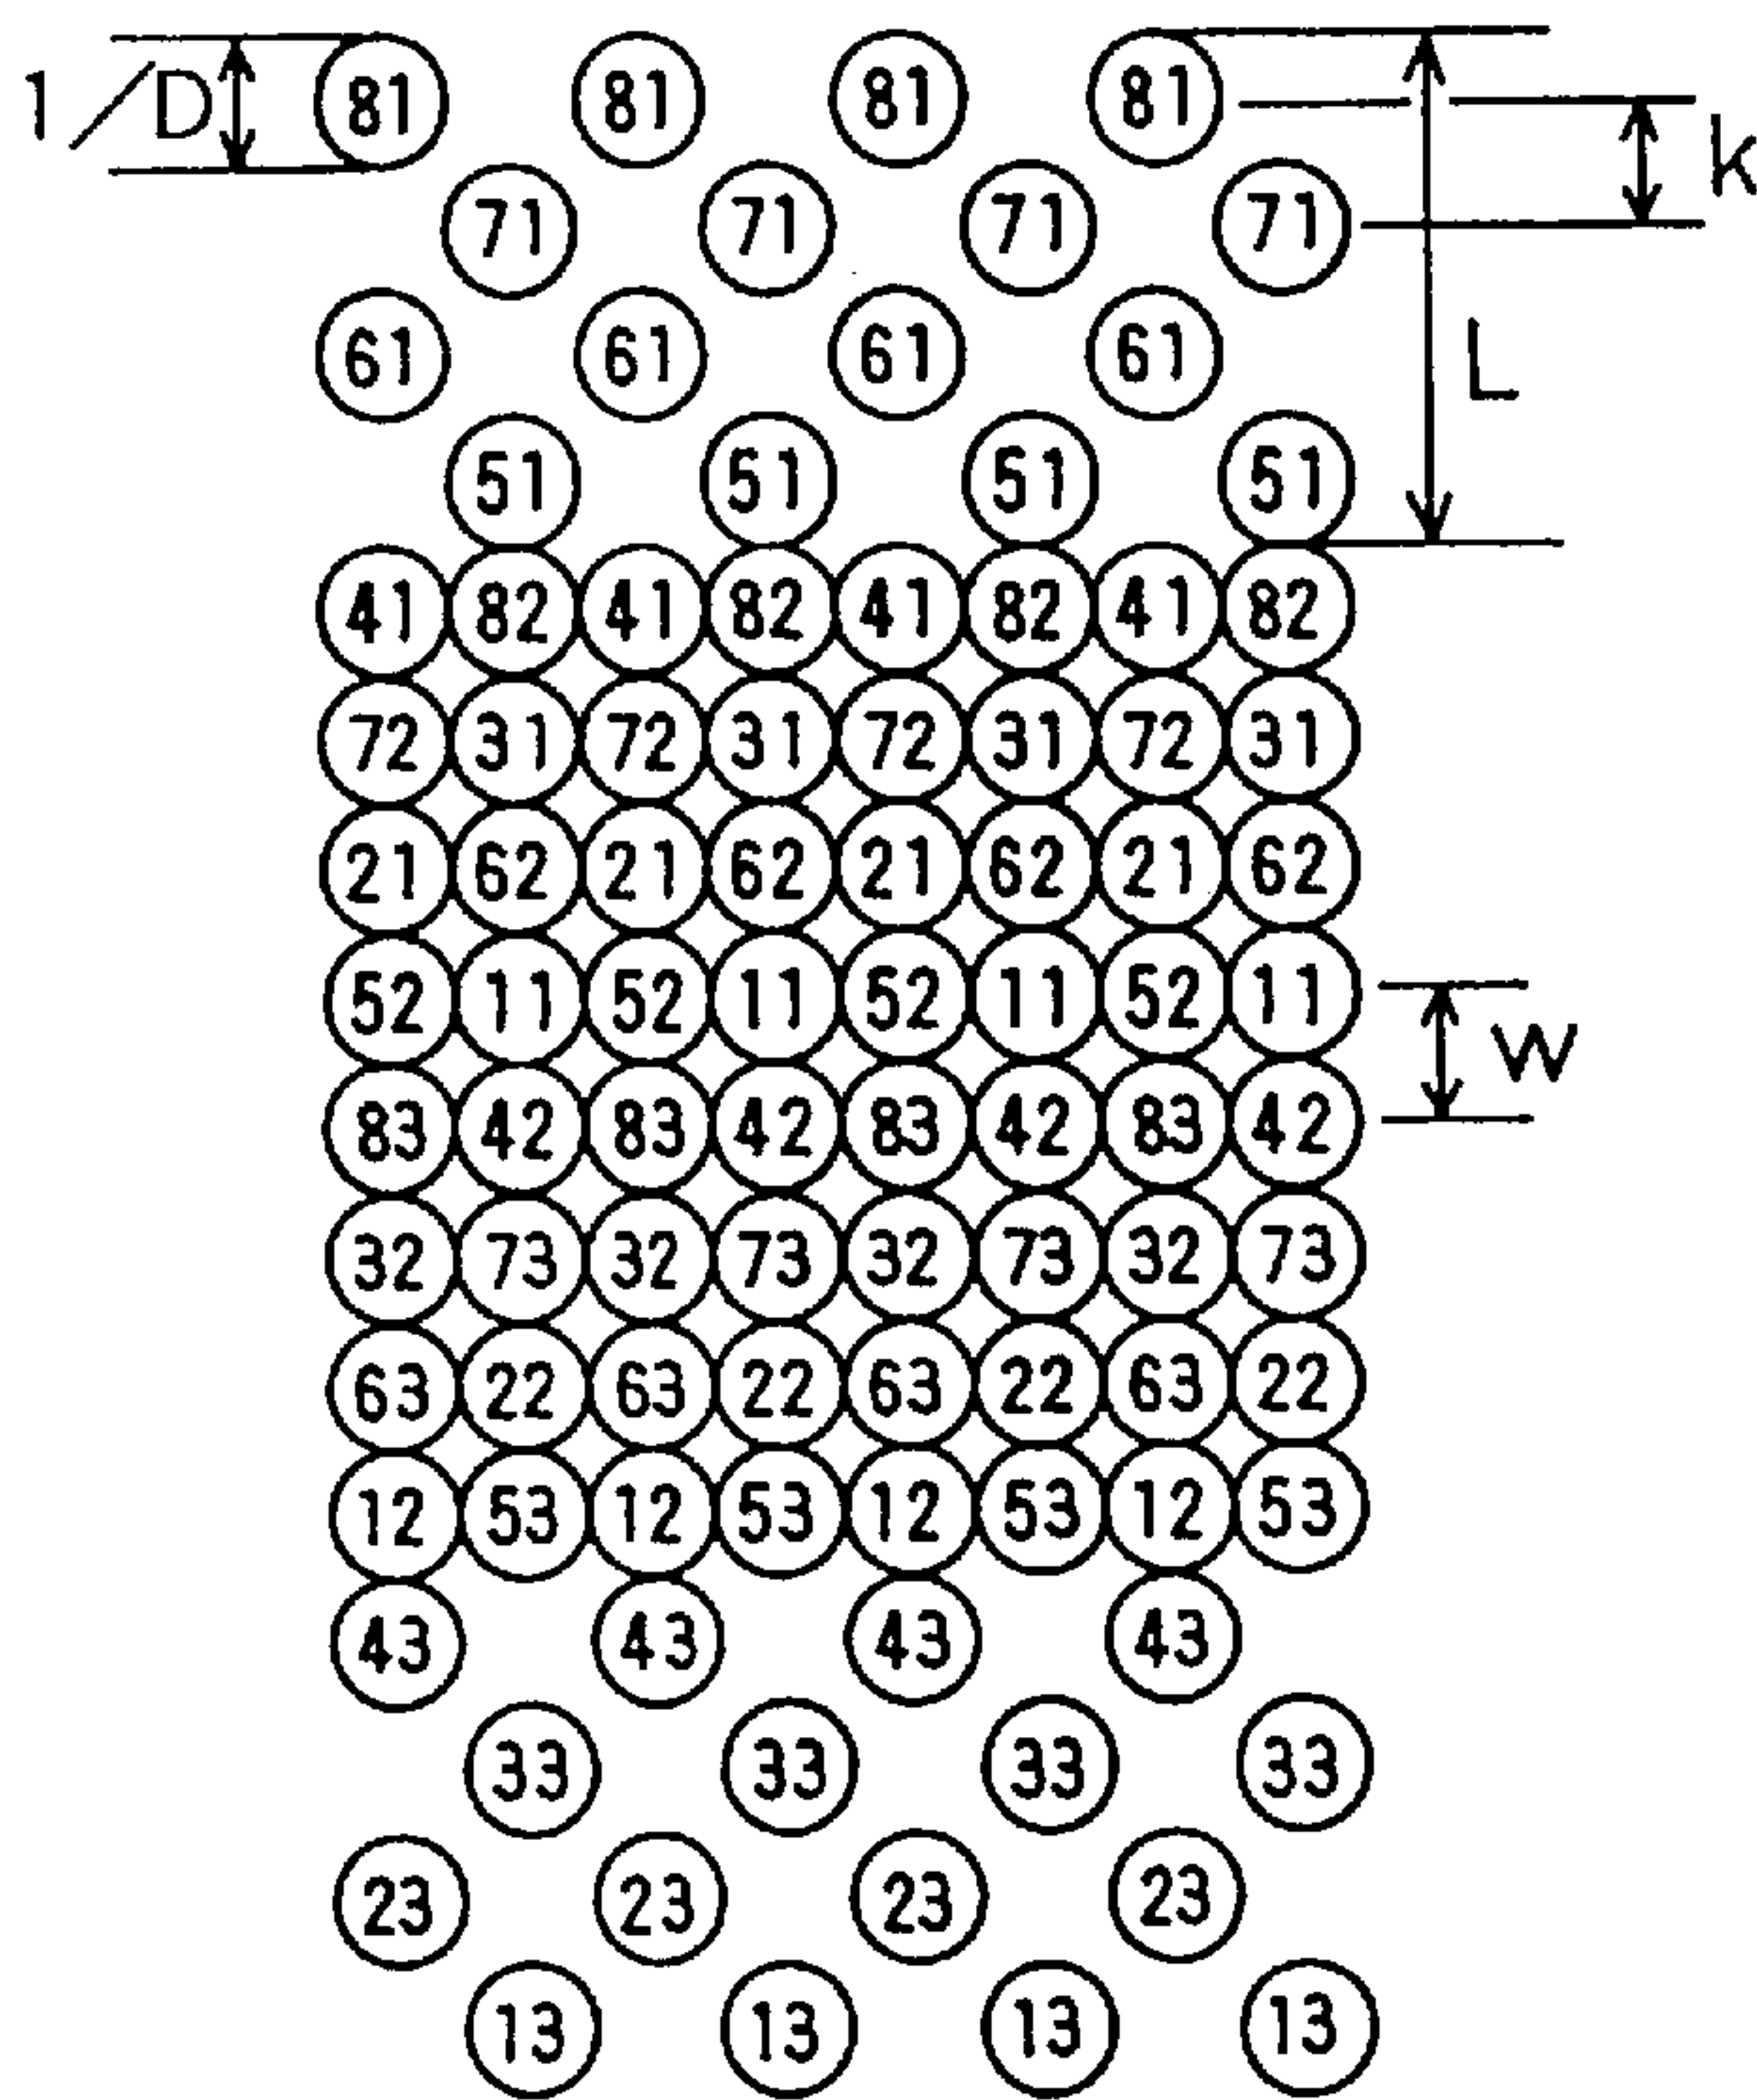 1/D 81 81 81 81 k
71 71 71 71
61 61 61 61 L
51 51 51 51
41 82 41 82 41 82 41 82
72 31 72 31 72 31 72 31
21 62 21 62 21 62 21 62
52 11 52 11 52 11 52 11
w
83 42 83 42 83 42 83 42
32 73 32 73 32 73 32 73
63 22 63 22 63 22 63 22
12 53 12 53 12 53 12 53
43 43 43 43
33 33 33 33
23 23 23 23
13 13 13 13